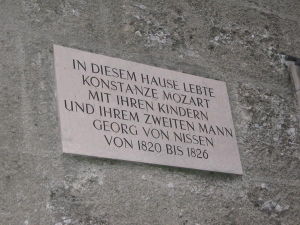 IN DIESEM HAUSE LEBTE
KONSTANZE MOZART
MIT IHREN KINDERN
UND IHREM ZWEITEN MANN
GEORG VON NISSEN
VON 1820 BIS 1826